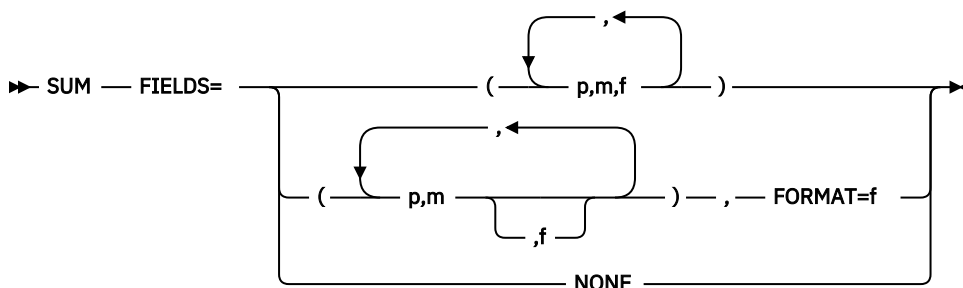 ,
SUM FIELDS= ( p,m,f )
,
( p,m ) , FORMAT=f
,f
NONE